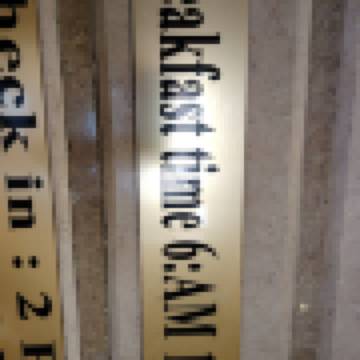 heck in : 2 P
eakfast time 6:AM